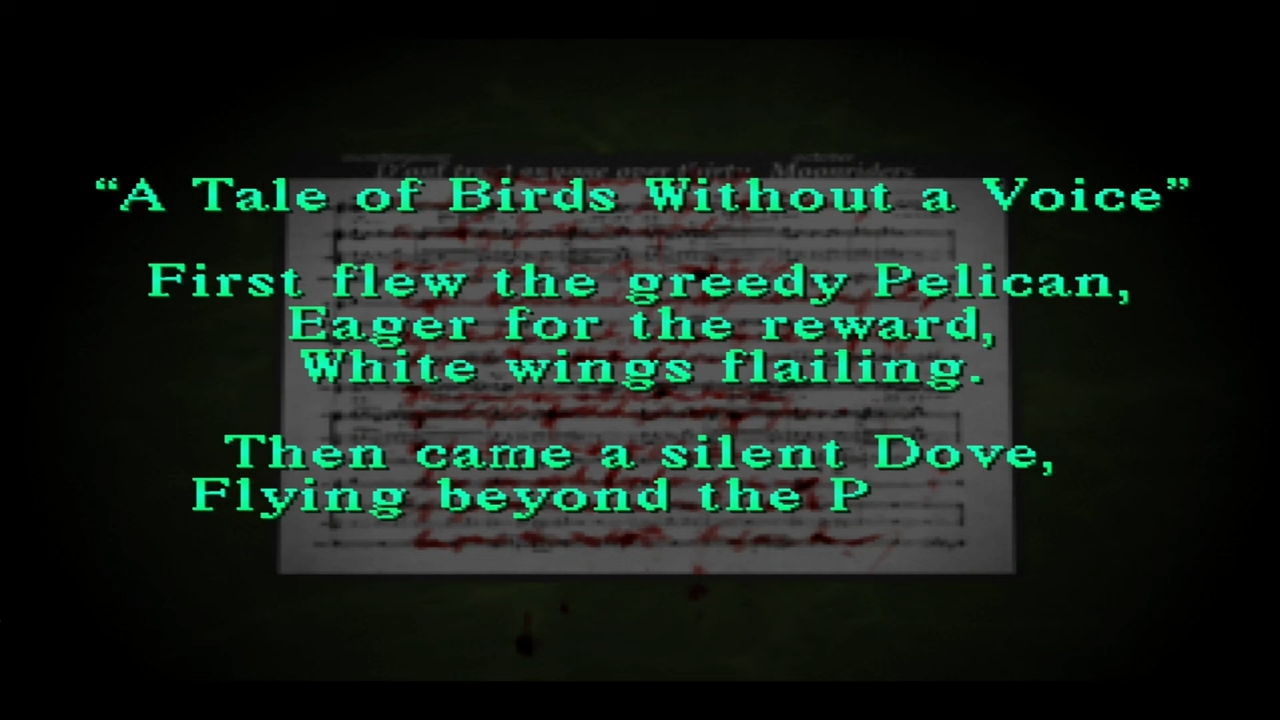 “A Tale of Birds Without a Voice”
First flew the greedy Pelican,
Eager for the reward,
White wings flailing.
Then came a silent Dove,
Flying beyond the P